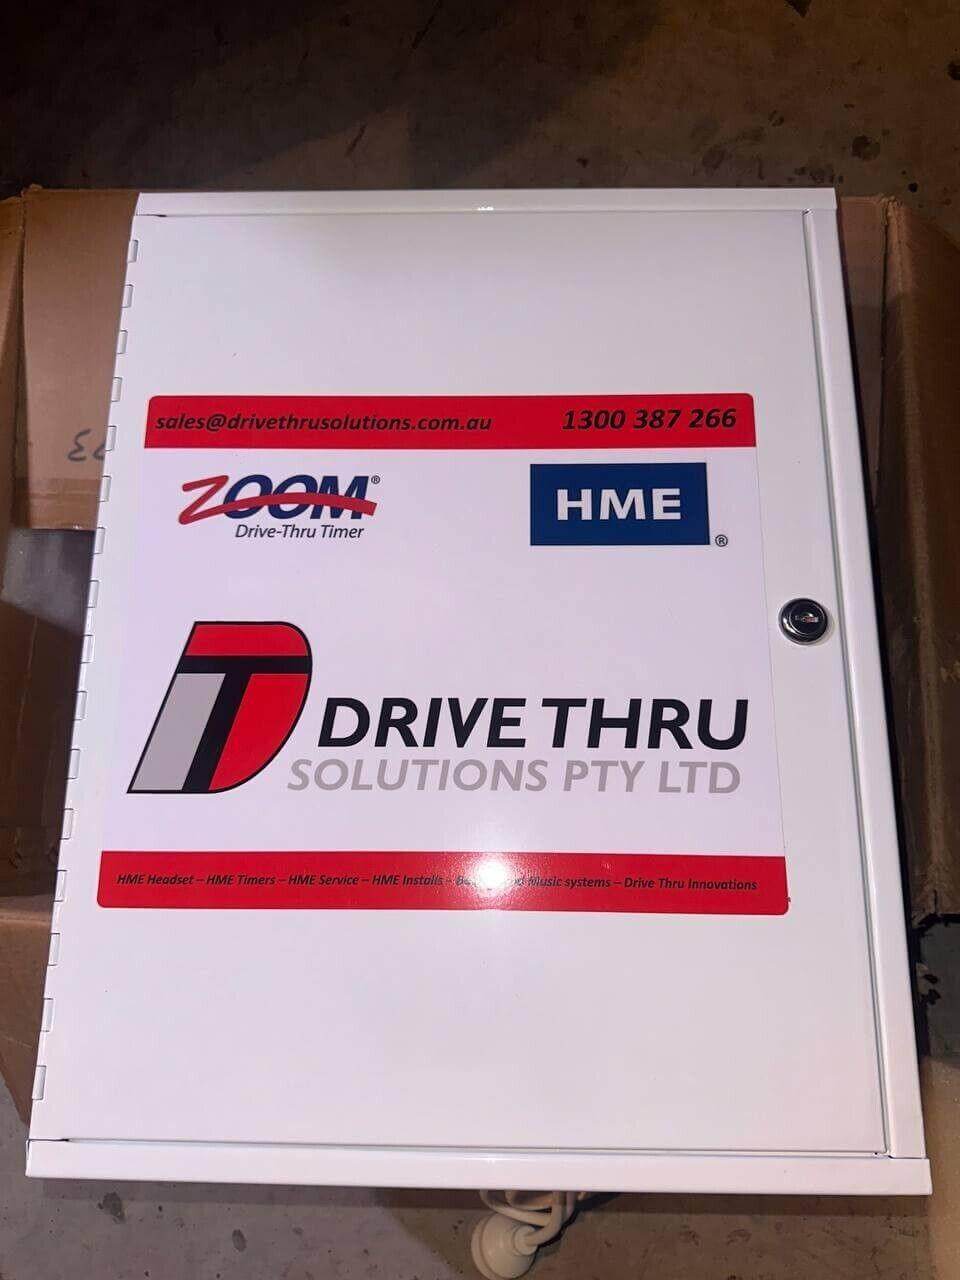 sales@drivethrusolutions.com.au 1300 387 266
ZOOM®
Drive-Thru Timer
HME®
DRIVE THRU
SOLUTIONS PTY LTD
HME Headset – HME Timers – HME Service – HME Installs – Music systems – Drive Thru Innovations